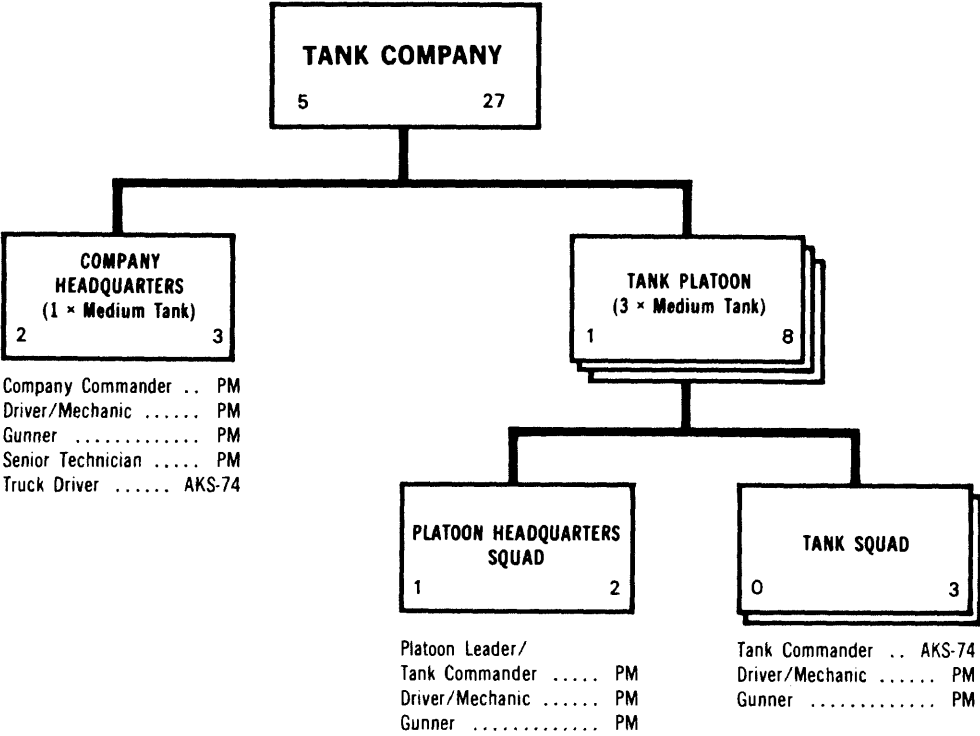 TANK COMPANY
5 27
COMPANY
HEADQUARTERS
(1 × Medium Tank)
2 3
Company Commander .. PM
Driver/Mechanic ...... PM
Gunner ............. PM
Senior Technician ..... PM
Truck Driver ...... AKS-74
TANK PLATOON
(3 × Medium Tank)
1 8
PLATOON HEADQUARTERS
SQUAD
1 2
Platoon Leader/
Tank Commander ..... PM
Driver/Mechanic ...... PM
Gunner ............. PM
TANK SQUAD
0 3
Tank Commander .. AKS-74
Driver/Mechanic ...... PM
Gunner ............. PM